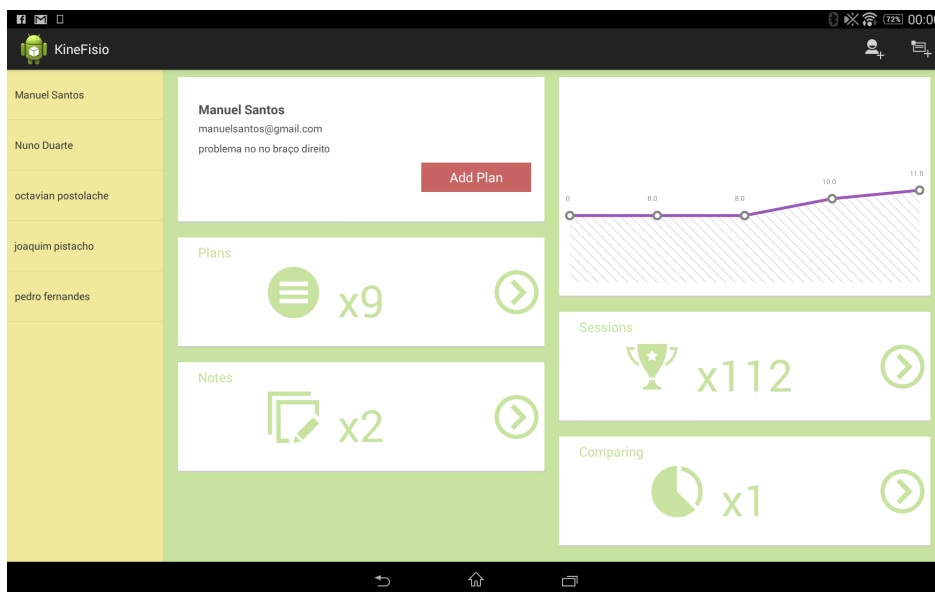 72% 00:00
KineFisio
Manuel Santos
Nuno Duarte
octavian postolache
joaquim pistacho
pedro fernandes
Manuel Santos
manuelsantos@gmail.com
problema no no braço direito
Add Plan
Plans
x9
Notes
x2
0 8.0 8.0 10.0 11.0
Sessions
x112
Comparing
x1